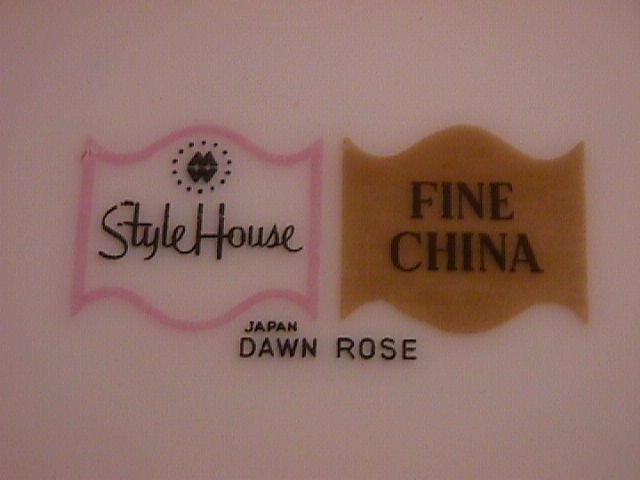 Style House
FINE
CHINA
JAPAN
DAWN ROSE